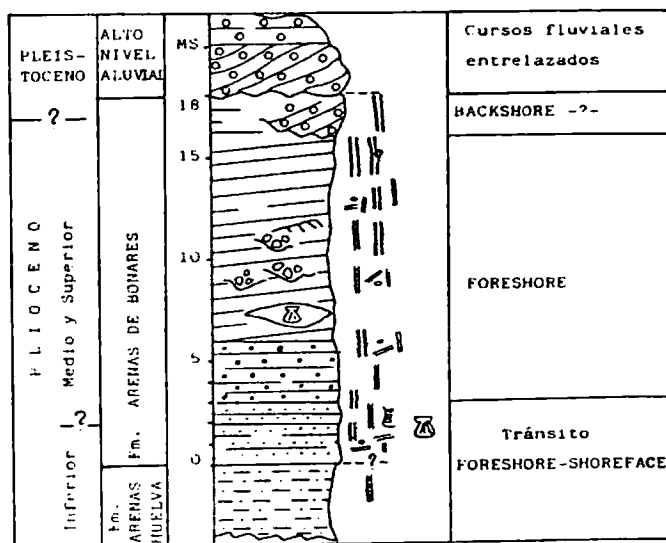 PLEIS-
TOCENO
— ? —
PLIOCENO
Medio y Superior
—?—
Inferior
ALTO
NIVEL
ALUVIAL
Fm. ARENAS DE BONARES
Fm.
ARENAS
HUELVA
MS
18
15
10
5
0
?
Cursos fluviales
entrelazados
BACKSHORE -?-
FORESHORE
Tránsito
FORESHORE-SHOREFACE